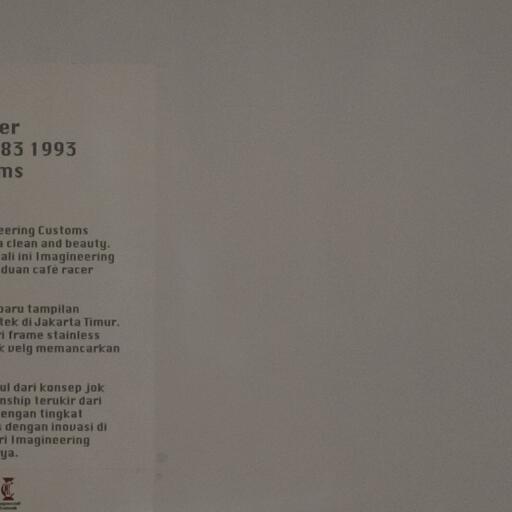 er
83 1993
ms
eering Customs
a clean and beauty.
ali ini Imagineering
duan café racer
baru tampilan
tek di Jakarta Timur.
ri frame stainless
k velg memancarkan
ul dari konsep jok
nship terukir dari
engan tingkat
s dengan inovasi di
ri Imagineering
ya.